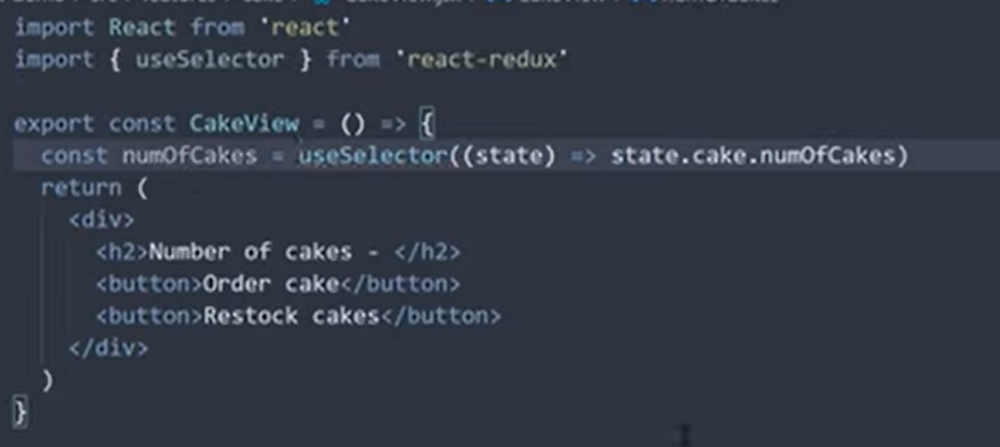 import React from 'react'
import { useSelector } from 'react-redux'
export const CakeView = () => {
const numOfCakes = useSelector((state) => state.cake.numOfCakes)
return (
<div>
<h2>Number of cakes - </h2>
<button>Order cake</button>
<button>Restock cakes</button>
</div>
)
}